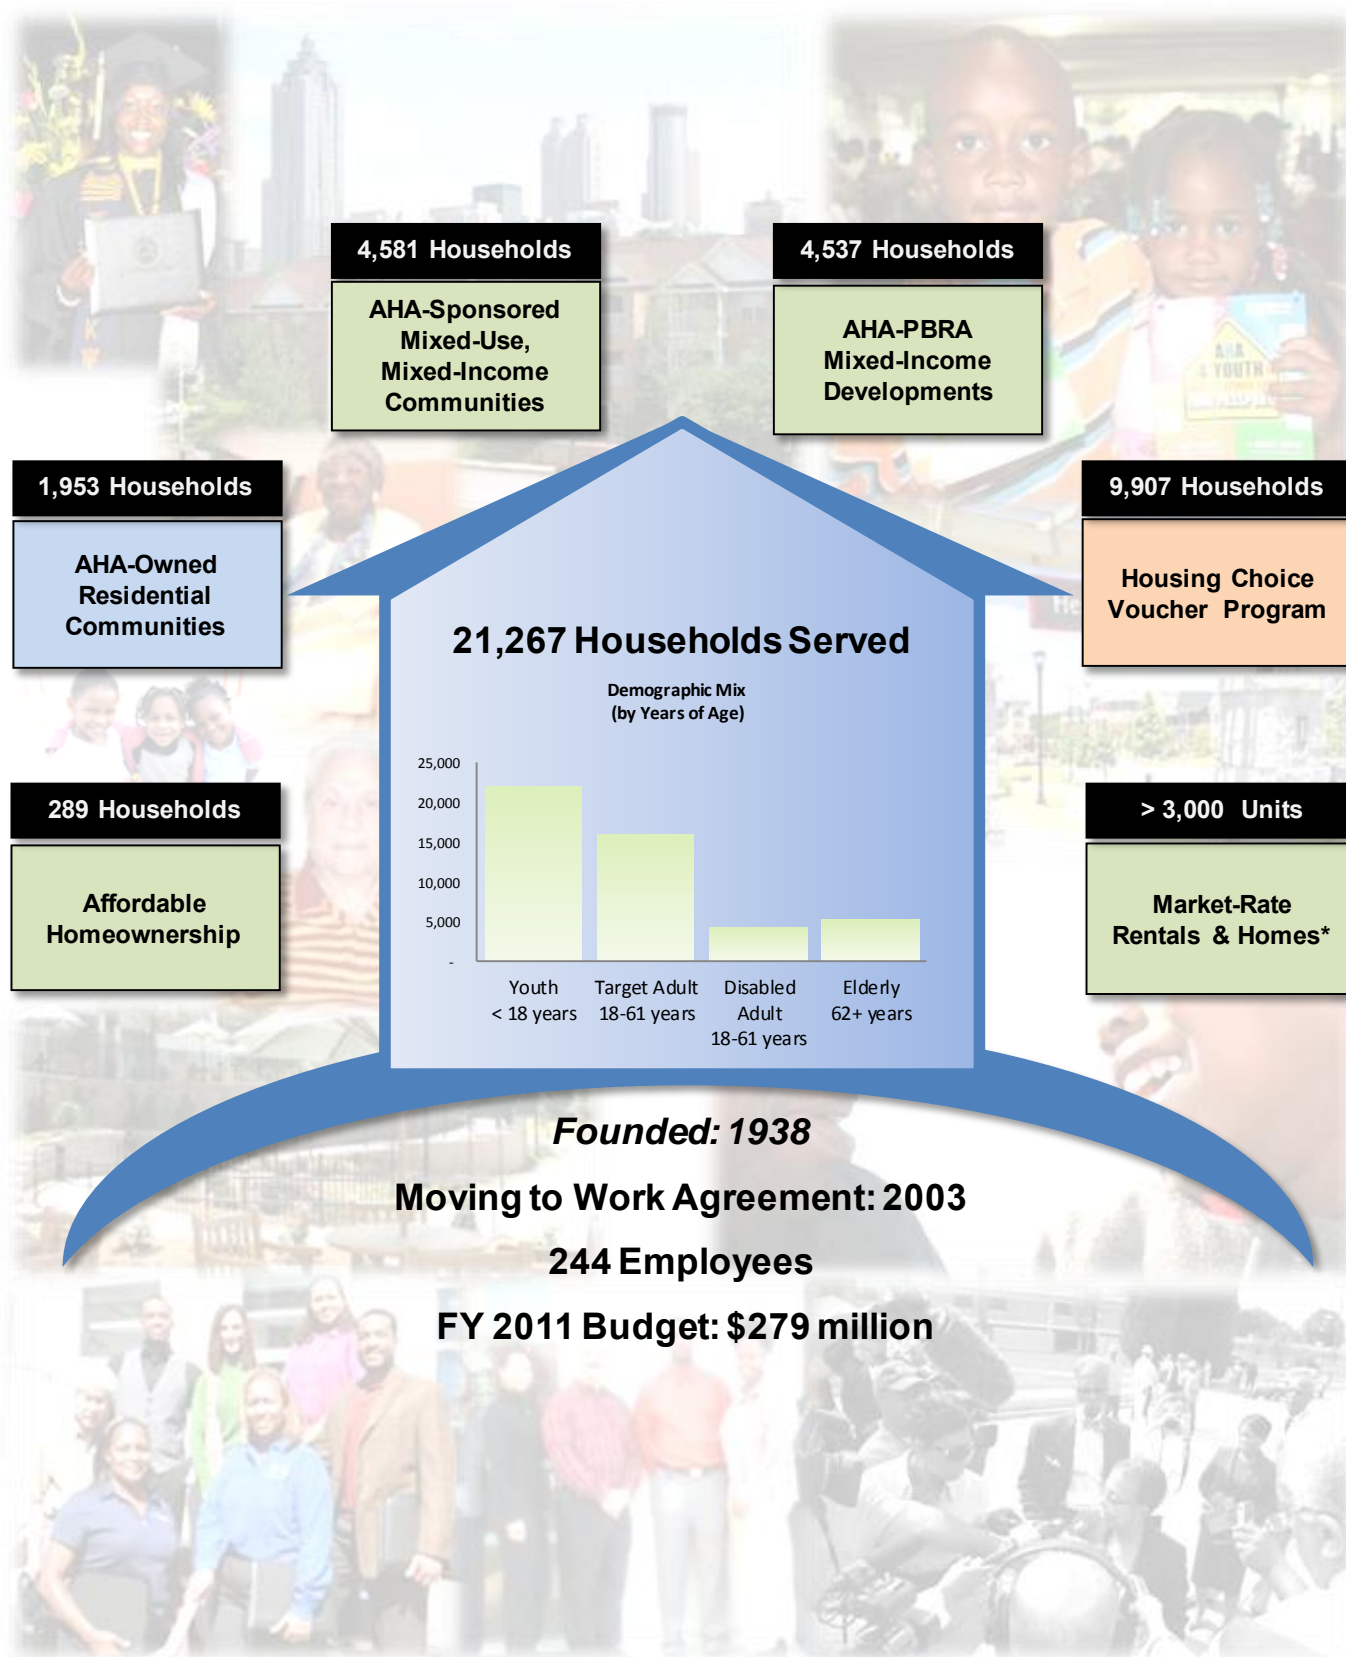 4,581 Households
AHA-Sponsored
Mixed-Use,
Mixed-Income
Communities
4,537 Households
AHA-PBRA
Mixed-Income
Developments
1,953 Households
AHA-Owned
Residential
Communities
9,907 Households
Housing Choice
Voucher Program
289 Households
Affordable
Homeownership
> 3,000 Units
Market-Rate
Rentals & Homes*
21,267 Households Served
Demographic Mix
(by Years of Age)
25,000
20,000
15,000
10,000
5,000
-
Youth
< 18 years
Target Adult
18-61 years
Disabled
Adult
18-61 years
Elderly
62+ years
Founded: 1938
Moving to Work Agreement: 2003
244 Employees
FY 2011 Budget: $279 million
AHA
& YOUTH